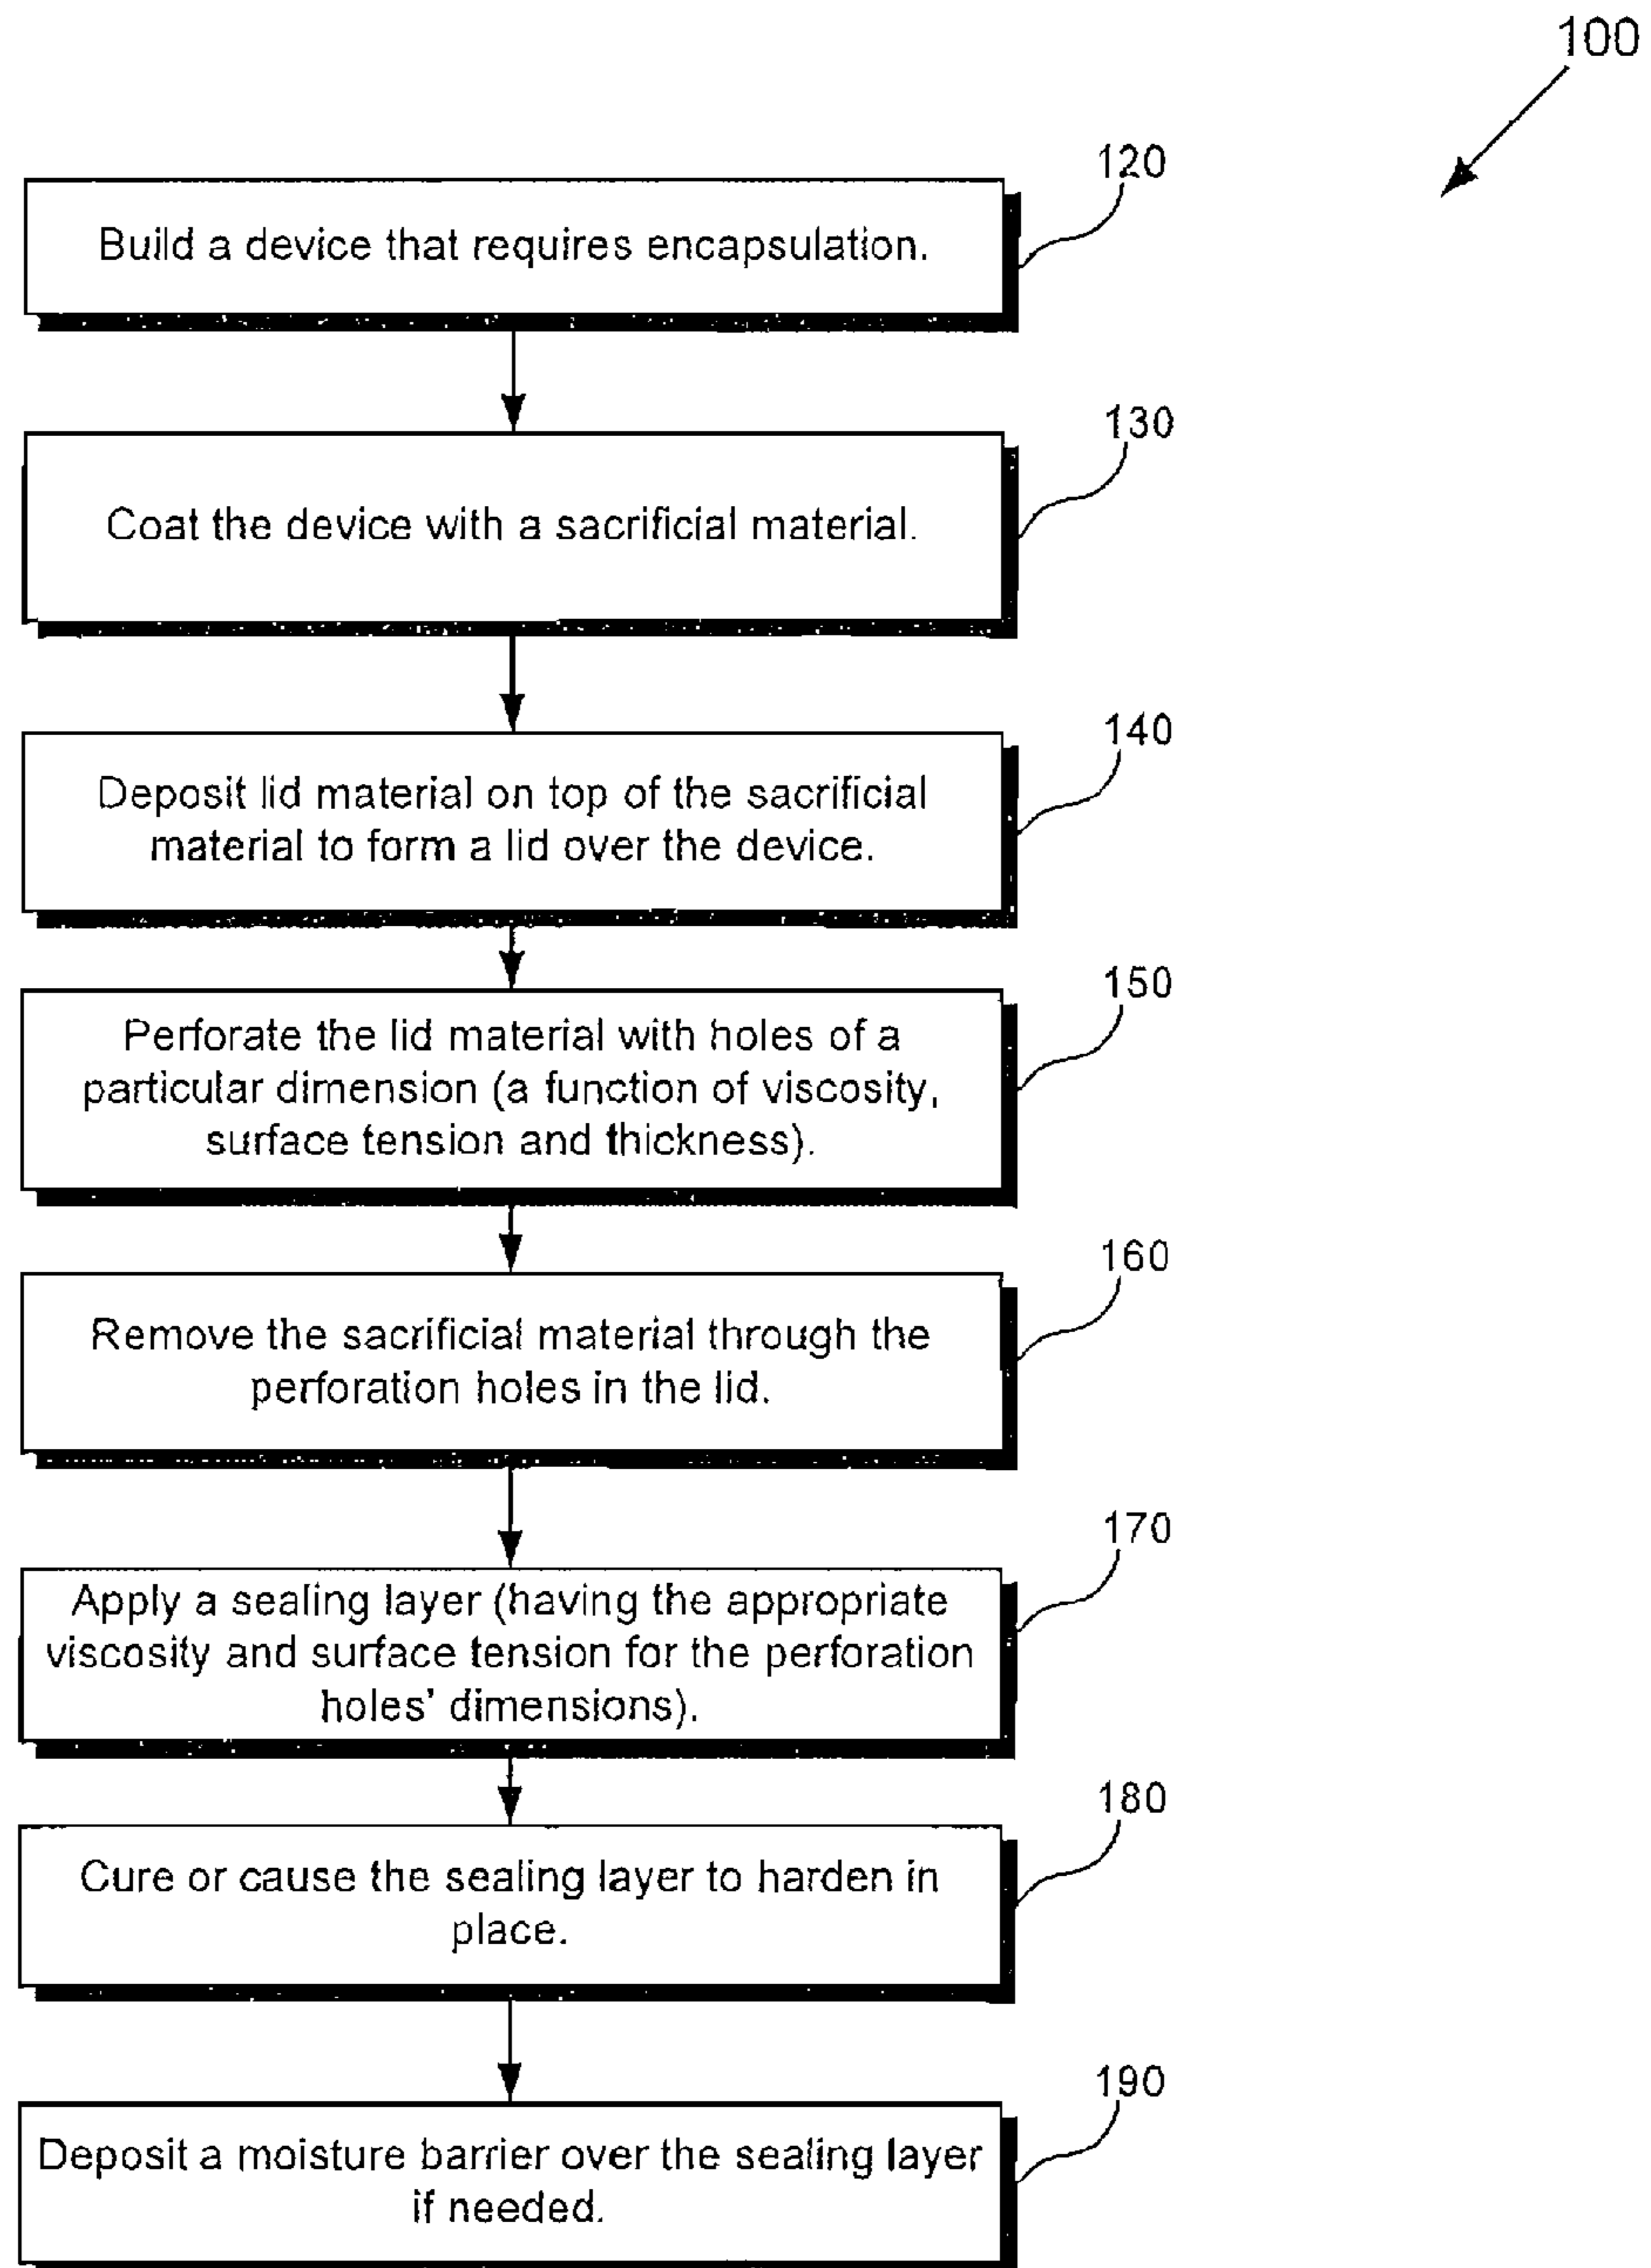 100
120
Build a device that requires encapsulation.
130
Coat the device with a sacrificial material.
140
Deposit lid material on top of the sacrificial
material to form a lid over the device.
150
Perforate the lid material with holes of a
particular dimension (a function of viscosity,
surface tension and thickness).
160
Remove the sacrificial material through the
perforation holes in the lid.
170
Apply a sealing layer (having the appropriate
viscosity and surface tension for the perforation
holes' dimensions).
180
Cure or cause the sealing layer to harden in
place.
190
Deposit a moisture barrier over the sealing layer
if needed.